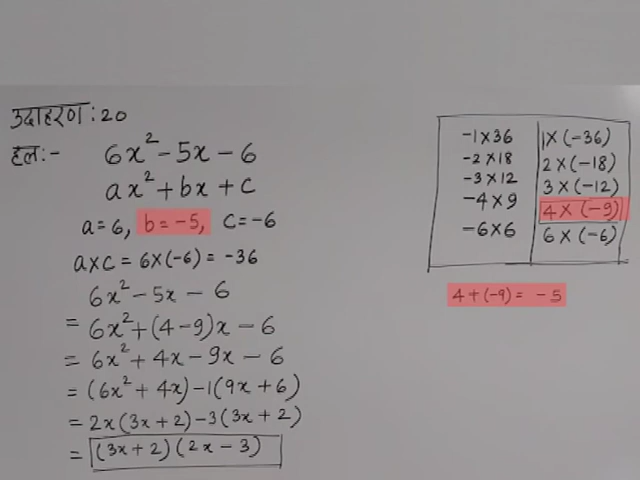 उदाहरण: 20
हल:-
6x² - 5x - 6
ax² + bx + c
a = 6, b = -5, c = -6
a×c = 6×(-6) = -36
6x² - 5x - 6
= 6x² + (4-9)x - 6
= 6x² + 4x - 9x - 6
= (6x² + 4x) - 1(9x + 6)
= 2x(3x + 2) - 3(3x + 2)
= (3x + 2) (2x - 3)
-1 × 36
-2 × 18
-3 × 12
-4 × 9
-6 × 6
1 × (-36)
2 × (-18)
3 × (-12)
4 × (-9)
6 × (-6)
4 + (-9) = -5